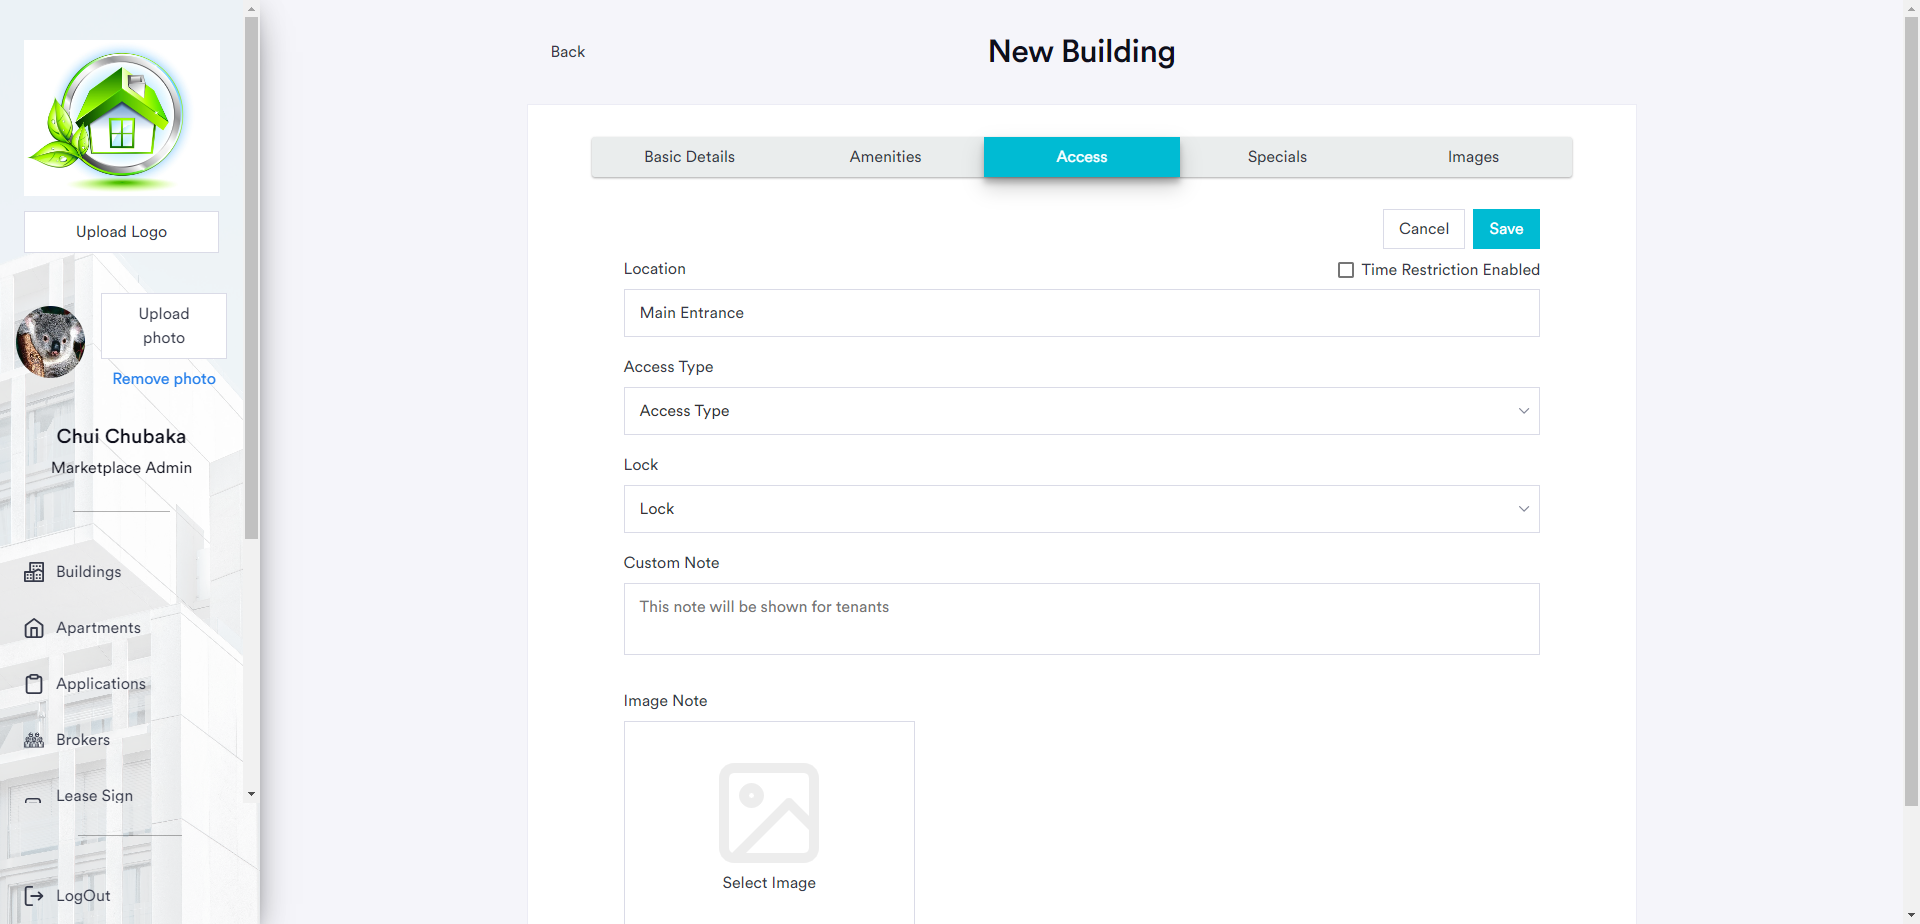 Upload Logo
Upload
photo
Remove photo
Chui Chubaka
Marketplace Admin
Buildings
Apartments
Applications
Brokers
Lease Sign
LogOut
Back
New Building
Basic Details
Amenities
Access
Specials
Images
Cancel
Save
Location
Time Restriction Enabled
Main Entrance
Access Type
Access Type
Lock
Lock
Custom Note
This note will be shown for tenants
Image Note
Select Image